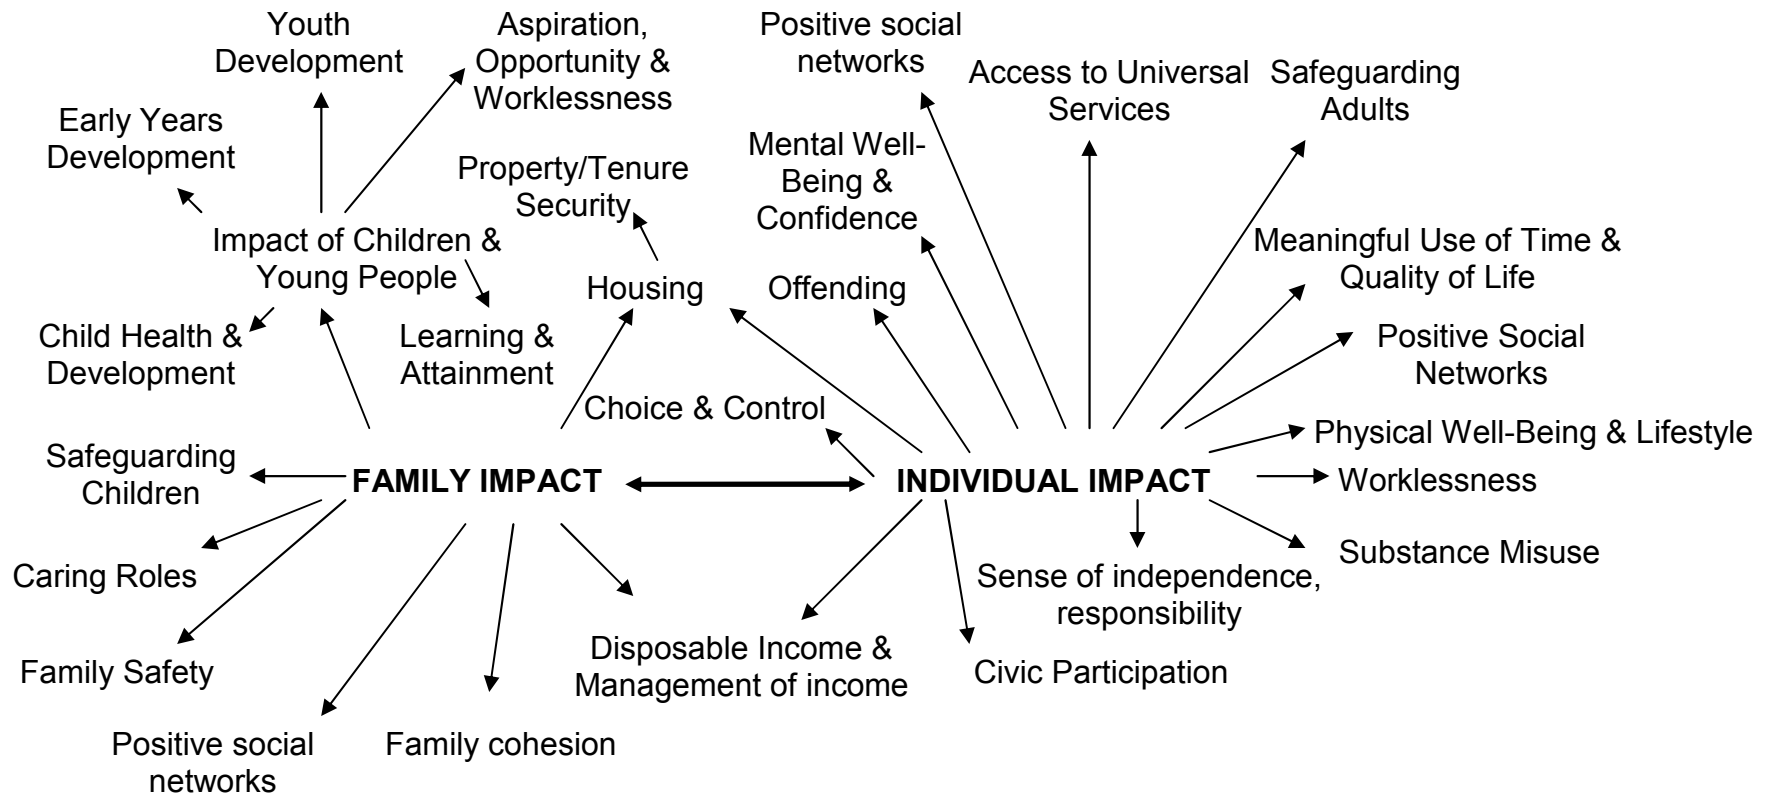 Youth
Development
Aspiration,
Opportunity &
Worklessness
Positive social
networks
Access to Universal
Services
Safeguarding
Adults
Early Years
Development
Property/Tenure
Security
Mental Well-
Being &
Confidence
Impact of Children &
Young People
Housing
Offending
Meaningful Use of Time &
Quality of Life
Child Health &
Development
Learning &
Attainment
Positive Social
Networks
Choice & Control
Physical Well-Being & Lifestyle
Safeguarding
Children
FAMILY IMPACT
INDIVIDUAL IMPACT
Worklessness
Caring Roles
Substance Misuse
Sense of independence,
responsibility
Family Safety
Disposable Income &
Management of income
Civic Participation
Positive social
networks
Family cohesion